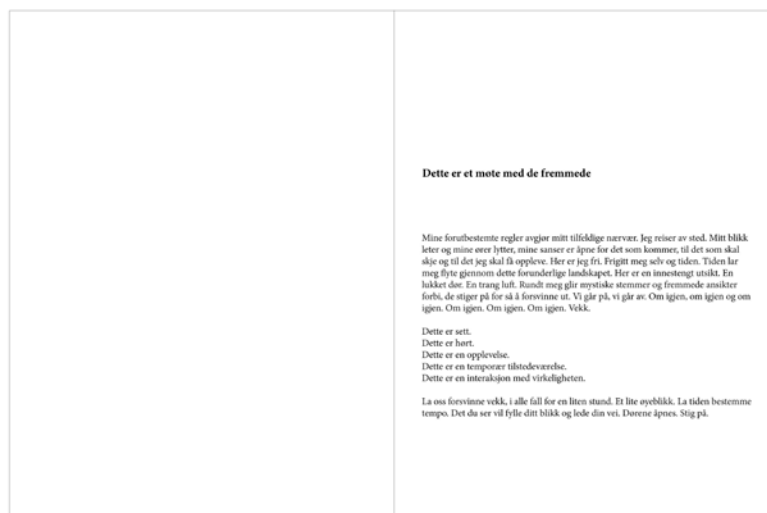 Dette er et møte med de fremmede
Mine forutbestemte regler avgjør mitt tilfeldige nærvær. Jeg reiser av sted. Mitt blikk
leter og mine ører lytter, mine sanser er åpne for det som kommer, til det som skal
skje og til det jeg skal få oppleve. Her er jeg fri. Frigitt meg selv og tiden. Tiden lar
meg flyte gjennom dette forunderlige landskapet. Her er en innestengt utsikt. En
lukket dør. En trang luft. Rundt meg glir mystiske stemmer og fremmede ansikter
forbi, de stiger på for så å forsvinne ut. Vi går på, vi går av. Om igjen, om igjen og om
igjen. Om igjen. Om igjen. Om igjen. Vekk.
Dette er sett.
Dette er hørt.
Dette er en opplevelse.
Dette er en temporær tilstedeværelse.
Dette er en interaksjon med virkeligheten.
La oss forsvinne vekk, i alle fall for en liten stund. Et lite øyeblikk. La tiden bestemme
tempo. Det du ser vil fylle ditt blikk og lede din vei. Dørene åpnes. Stig på.